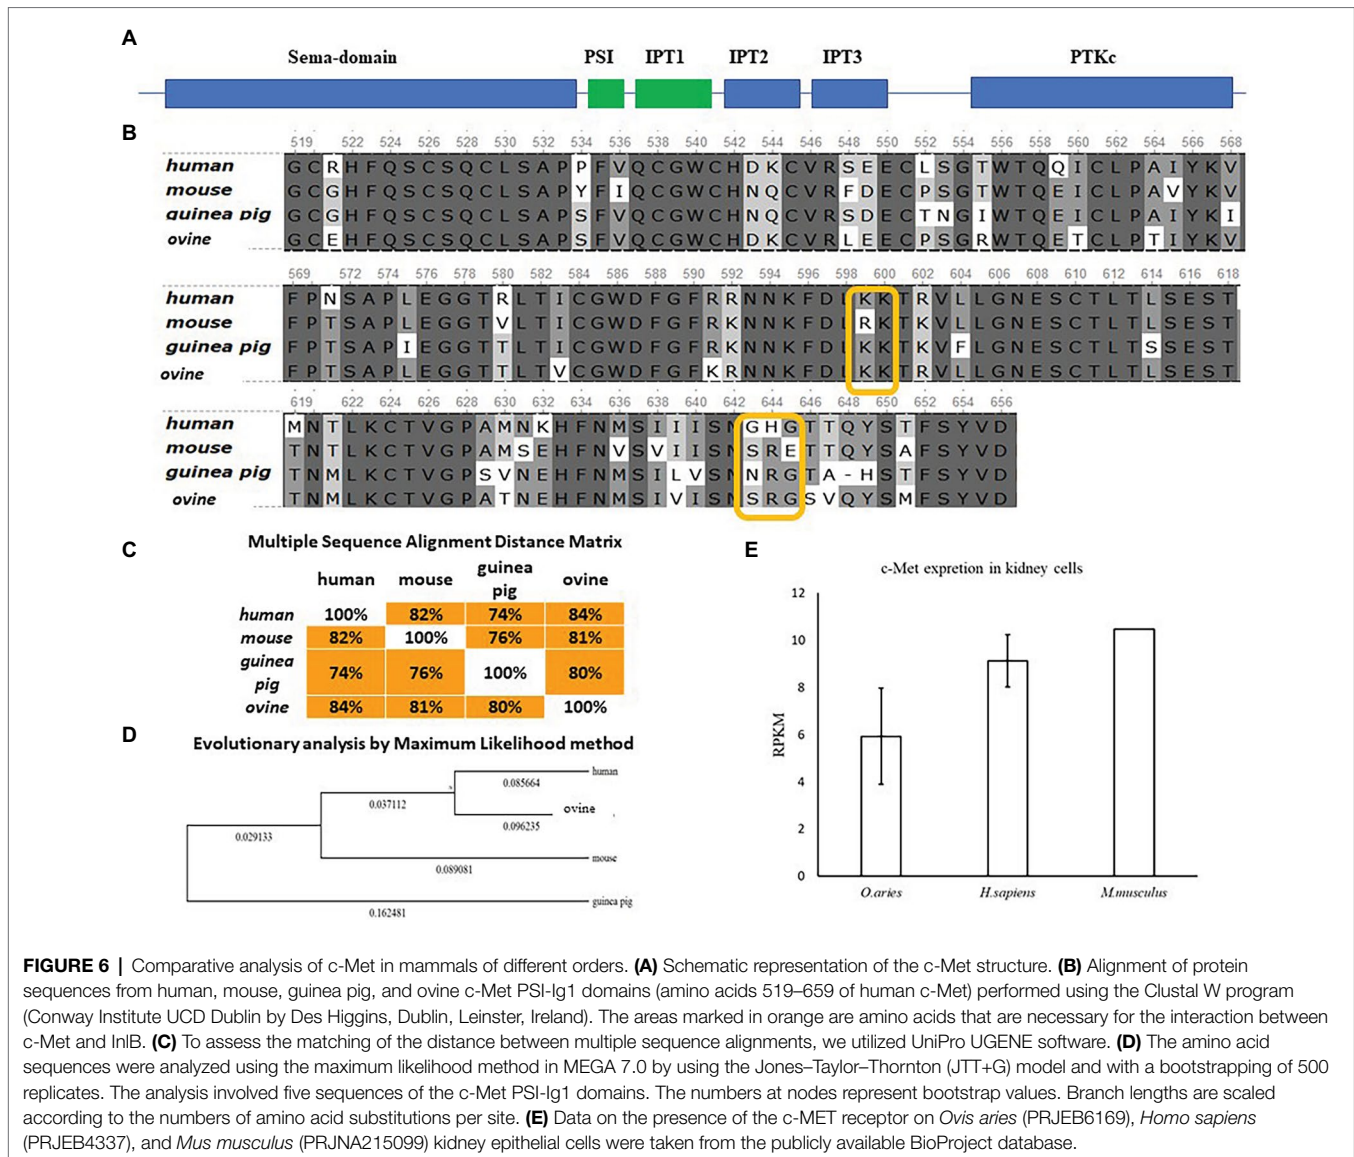 A
Sema-domain PSI IPT1 IPT2 IPT3 PTKc
B
519 522 524 526 528 530 532 534 536 538 540 542 544 546 548 550 552 554 556 558 560 562 564 566 568
human GCRHFQSCSQCLSAPPFVQCGWCHDKCVRSEECLSGTWTQQICLPAIYKV
mouse GCGHFQSCSQCLSAPYFIQCGWCHNQCVRFDECPSGTWTQEICLPAVYKV
guinea pig GCGHFQSCSQCLSAPSFVQCGWCHNQCVRSDECTNGIWTQEICLPAIYKI
ovine GCEHFQSCSQCLSAPSFVQCGWCHDKCVRLEECPSGRWTQETCLPTIYKV
569 572 574 576 578 580 582 584 586 588 590 592 594 596 598 600 602 604 606 608 610 612 614 616 618
human FPNSAPLEGGTRLTICGWDFGFRRNNKFDLKKTRVLLGNESCTLTLSEST
mouse FPTSAPLEGGTVLTICGWDFGFRKNNKFDLRKTKVLLGNESCTLTLSEST
guinea pig FPTSAPIEGGTTLTICGWDFGFRKNNKFDLKKTKVFLGNESCTLTSSEST
ovine FPTSAPLEGGTTLTVCGWDFGFKRNNKFDLKKTRVLLGNESCTLTLSEST
619 622 624 626 628 630 632 634 636 638 640 642 644 646 648 650 652 654 656
human MNTLKCTVGPAMNKHFNMSIIISNGHGTTQYSTFSYVD
mouse TNTLKCTVGPAMSEHFNVSVIISNSRETTQYSAFSYVD
guinea pig TNMLKCTVGPSVNEHFNMSILVSNNRGTA-HSTFSYVD
ovine TNMLKCTVGPATNEHFNMSIVISNSRGSVQYSMFSYVD
C
Multiple Sequence Alignment Distance Matrix
human mouse guinea pig ovine
human 100% 82% 74% 84%
mouse 82% 100% 76% 81%
guinea pig 74% 76% 100% 80%
ovine 84% 81% 80% 100%
D
Evolutionary analysis by Maximum Likelihood method
human
0.085664
0.037112
ovine
0.096235
0.029133
mouse
0.089081
guinea pig
0.162481
E
c-Met expretion in kidney cells
RPKM
12
10
8
6
4
2
0
O.aries H.sapiens M.musculus
FIGURE 6 | Comparative analysis of c-Met in mammals of different orders. (A) Schematic representation of the c-Met structure. (B) Alignment of protein
sequences from human, mouse, guinea pig, and ovine c-Met PSI-Ig1 domains (amino acids 519–659 of human c-Met) performed using the Clustal W program
(Conway Institute UCD Dublin by Des Higgins, Dublin, Leinster, Ireland). The areas marked in orange are amino acids that are necessary for the interaction between
c-Met and InlB. (C) To assess the matching of the distance between multiple sequence alignments, we utilized UniPro UGENE software. (D) The amino acid
sequences were analyzed using the maximum likelihood method in MEGA 7.0 by using the Jones–Taylor–Thornton (JTT+G) model and with a bootstrapping of 500
replicates. The analysis involved five sequences of the c-Met PSI-Ig1 domains. The numbers at nodes represent bootstrap values. Branch lengths are scaled
according to the numbers of amino acid substitutions per site. (E) Data on the presence of the c-MET receptor on Ovis aries (PRJEB6169), Homo sapiens
(PRJEB4337), and Mus musculus (PRJNA215099) kidney epithelial cells were taken from the publicly available BioProject database.